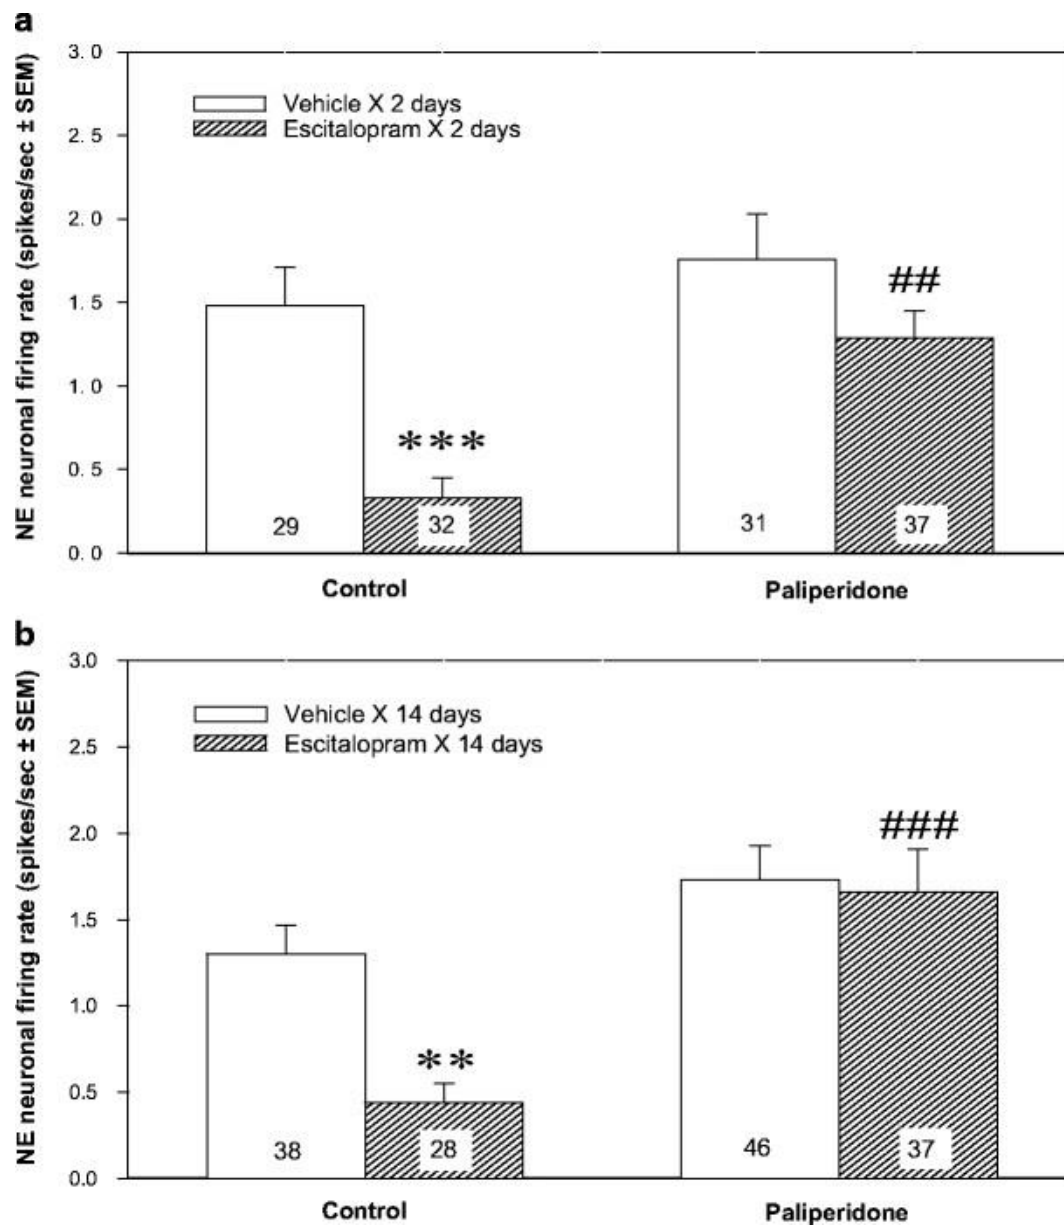 a
NE neuronal firing rate (spikes/sec ± SEM)
3. 0
2. 5
2. 0
1. 5
1. 0
0. 5
0. 0
Vehicle X 2 days
Escitalopram X 2 days
***
##
29
32
31
37
Control
Paliperidone
b
NE neuronal firing rate (spikes/sec ± SEM)
3.0
2.5
2.0
1.5
1.0
0.5
0.0
Vehicle X 14 days
Escitalopram X 14 days
**
###
38
28
46
37
Control
Paliperidone